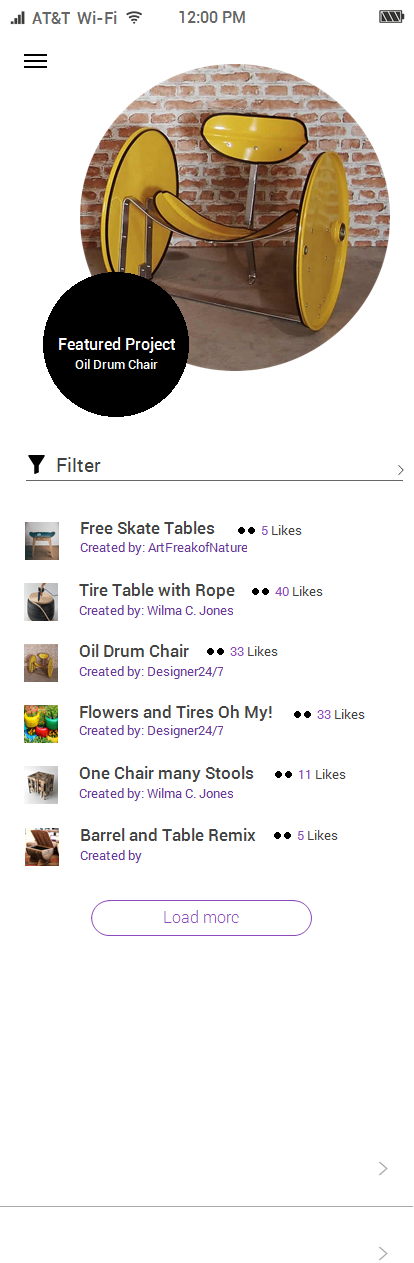 AT&T Wi-Fi 12:00 PM
Featured Project
Oil Drum Chair
Filter
Free Skate Tables 5 Likes
Created by: ArtFreakofNature
Tire Table with Rope 40 Likes
Created by: Wilma C. Jones
Oil Drum Chair 33 Likes
Created by: Designer24/7
Flowers and Tires Oh My! 33 Likes
Created by: Designer24/7
One Chair many Stools 11 Likes
Created by: Wilma C. Jones
Barrel and Table Remix 5 Likes
Created by
Load more